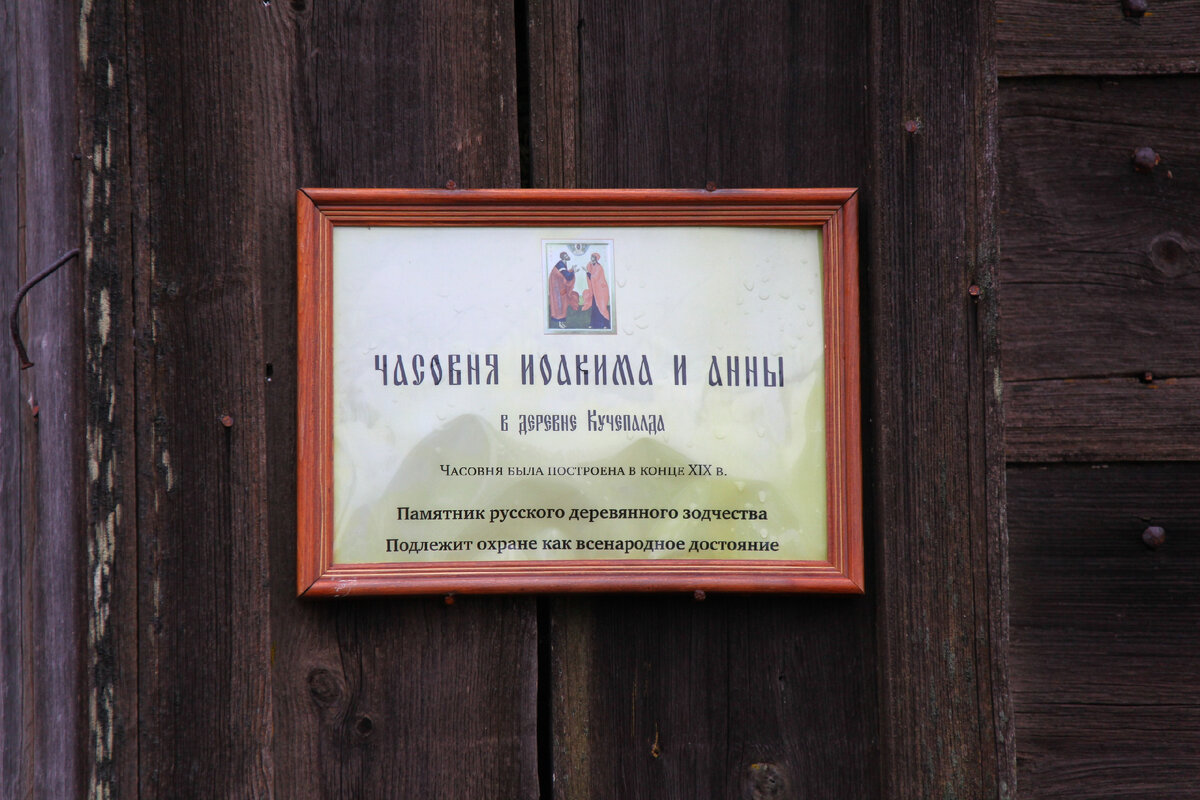 Часовня Иоакима и Анны
в деревне Кучепалда
Часовня была построена в конце XIX в.
Памятник русского деревянного зодчества
Подлежит охране как всенародное достояние